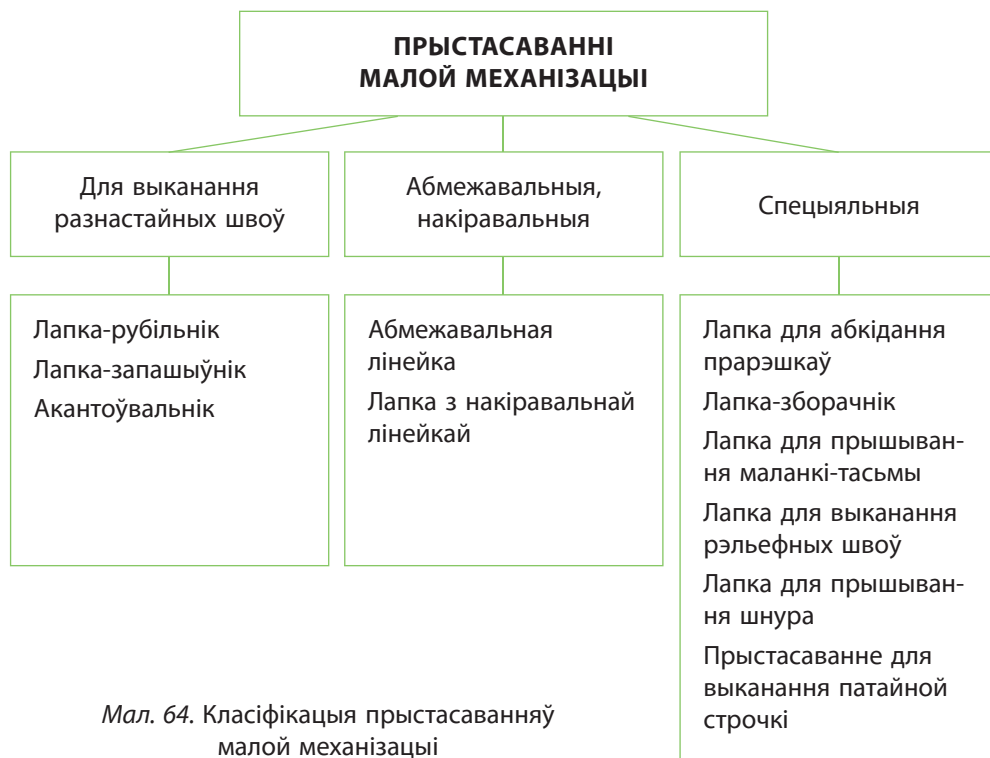 ПРЫСТАСАВАННІ
МАЛОЙ МЕХАНІЗАЦЫІ
Для выканання
разнастайных швоў
Абмежавальныя,
накіравальныя
Спецыяльныя
Лапка-рубільнік
Лапка-запашыўнік
Акантоўвальнік
Абмежавальная
лінейка
Лапка з накіравальнай
лінейкай
Лапка для абкідання
прарэшкаў
Лапка-зборачнік
Лапка для прышыван-
ня маланкі-тасьмы
Лапка для выканання
рэльефных швоў
Лапка для прышыван-
ня шнура
Прыстасаванне для
выканання патайной
строчкі
Мал. 64. Класіфікацыя прыстасаванняў
малой механізацыі